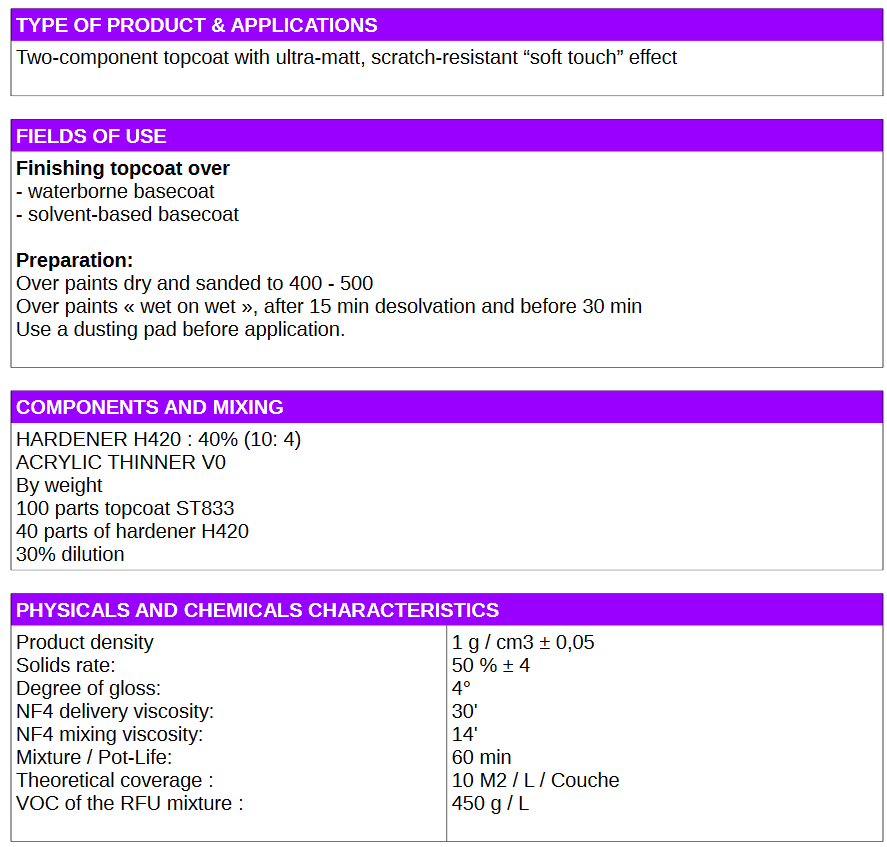 TYPE OF PRODUCT & APPLICATIONS
Two-component topcoat with ultra-matt, scratch-resistant “soft touch” effect
FIELDS OF USE
Finishing topcoat over
- waterborne basecoat
- solvent-based basecoat
Preparation:
Over paints dry and sanded to 400 - 500
Over paints « wet on wet », after 15 min desolvation and before 30 min
Use a dusting pad before application.
COMPONENTS AND MIXING
HARDENER H420 : 40% (10: 4)
ACRYLIC THINNER V0
By weight
100 parts topcoat ST833
40 parts of hardener H420
30% dilution
PHYSICALS AND CHEMICALS CHARACTERISTICS
Product density 1 g / cm3 ± 0,05
Solids rate: 50 % ± 4
Degree of gloss: 4°
NF4 delivery viscosity: 30'
NF4 mixing viscosity: 14'
Mixture / Pot-Life: 60 min
Theoretical coverage : 10 M2 / L / Couche
VOC of the RFU mixture : 450 g / L